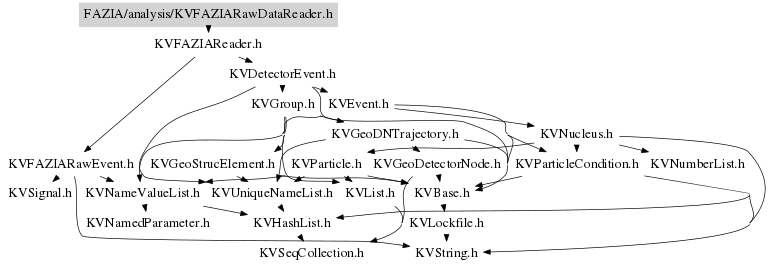 FAZIA/analysis/KVFAZIARawDataReader.h
KVFAZIAReader.h
KVDetectorEvent.h
KVGroup.h KVEvent.h
KVGeoDNTrajectory.h KVNucleus.h
KVFAZIARawEvent.h KVGeoStrucElement.h KVParticle.h KVGeoDetectorNode.h KVParticleCondition.h KVNumberList.h
KVSignal.h KVNameValueList.h KVUniqueNameList.h KVList.h KVBase.h
KVNamedParameter.h KVHashList.h KVLockfile.h
KVSeqCollection.h KVString.h